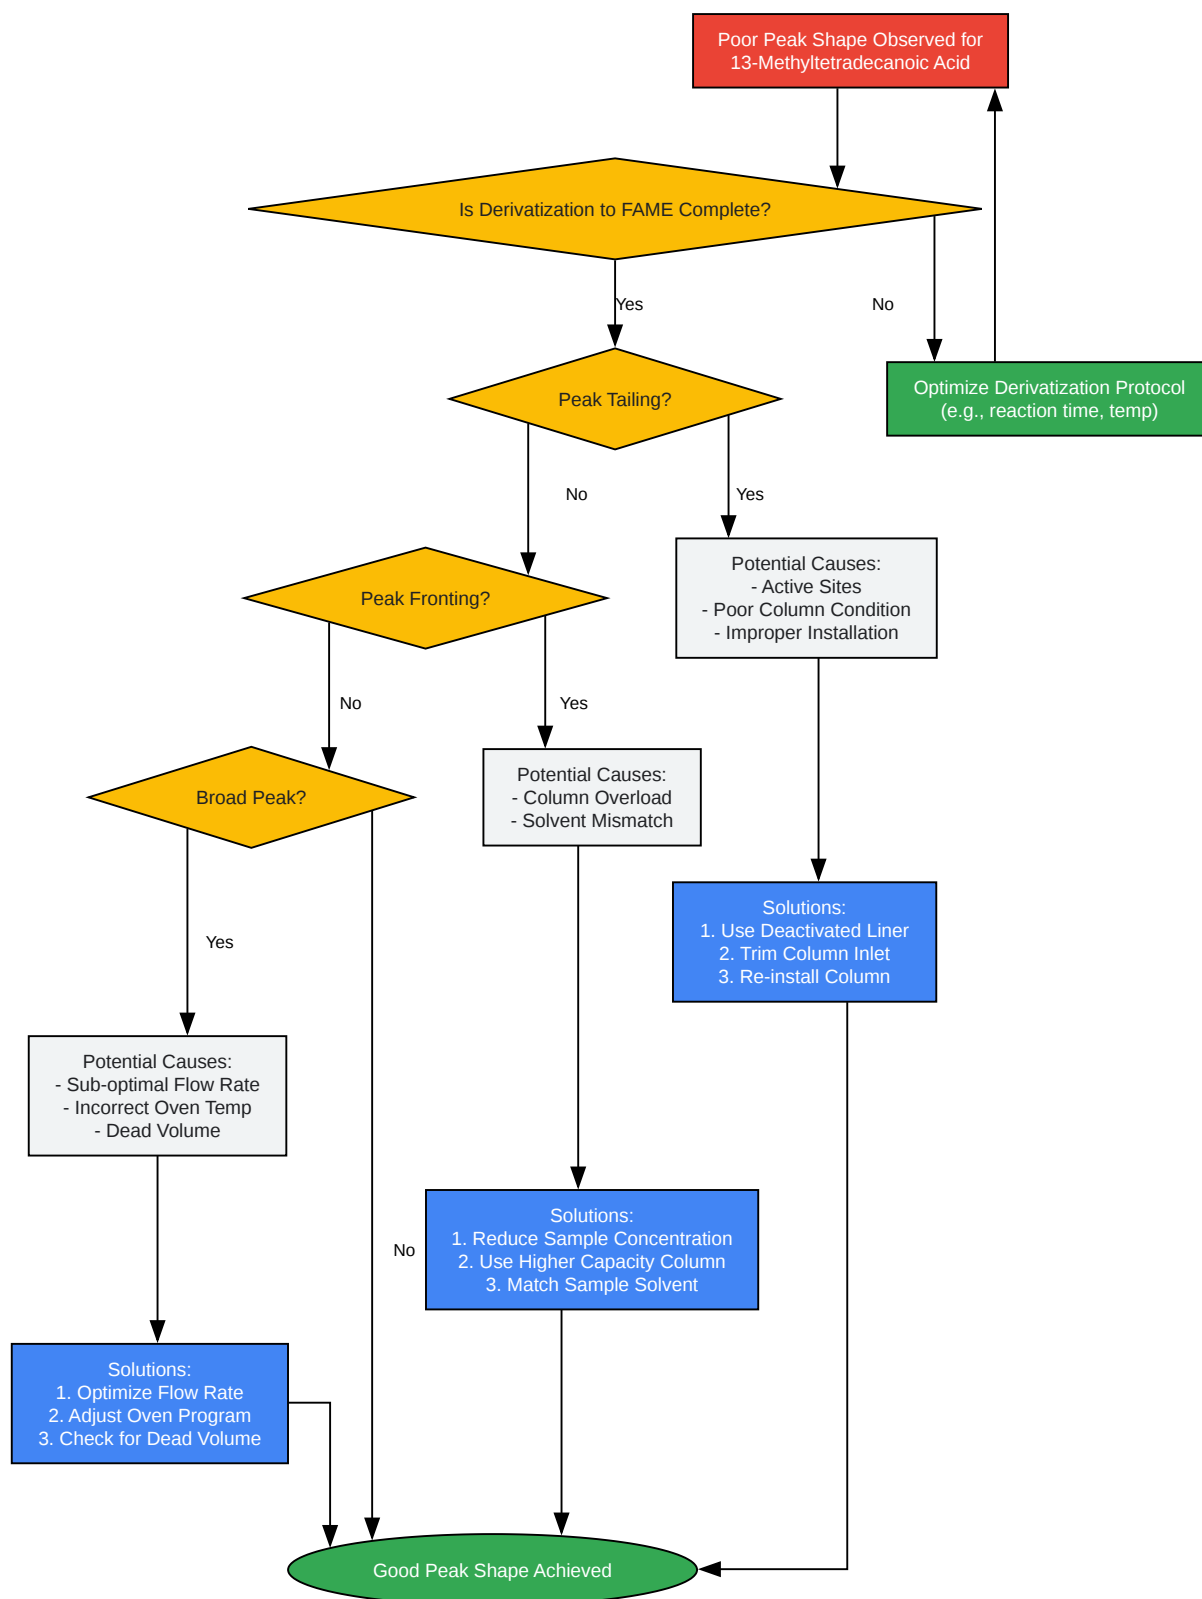 Poor Peak Shape Observed for
13-Methyltetradecanoic Acid
Is Derivatization to FAME Complete?
Yes
No
Peak Tailing?
Optimize Derivatization Protocol
(e.g., reaction time, temp)
No
Yes
Peak Fronting?
Potential Causes:
- Active Sites
- Poor Column Condition
- Improper Installation
No
Yes
Broad Peak?
Potential Causes:
- Column Overload
- Solvent Mismatch
Solutions:
1. Use Deactivated Liner
2. Trim Column Inlet
3. Re-install Column
Yes
Potential Causes:
- Sub-optimal Flow Rate
- Incorrect Oven Temp
- Dead Volume
No
Solutions:
1. Reduce Sample Concentration
2. Use Higher Capacity Column
3. Match Sample Solvent
Solutions:
1. Optimize Flow Rate
2. Adjust Oven Program
3. Check for Dead Volume
Good Peak Shape Achieved